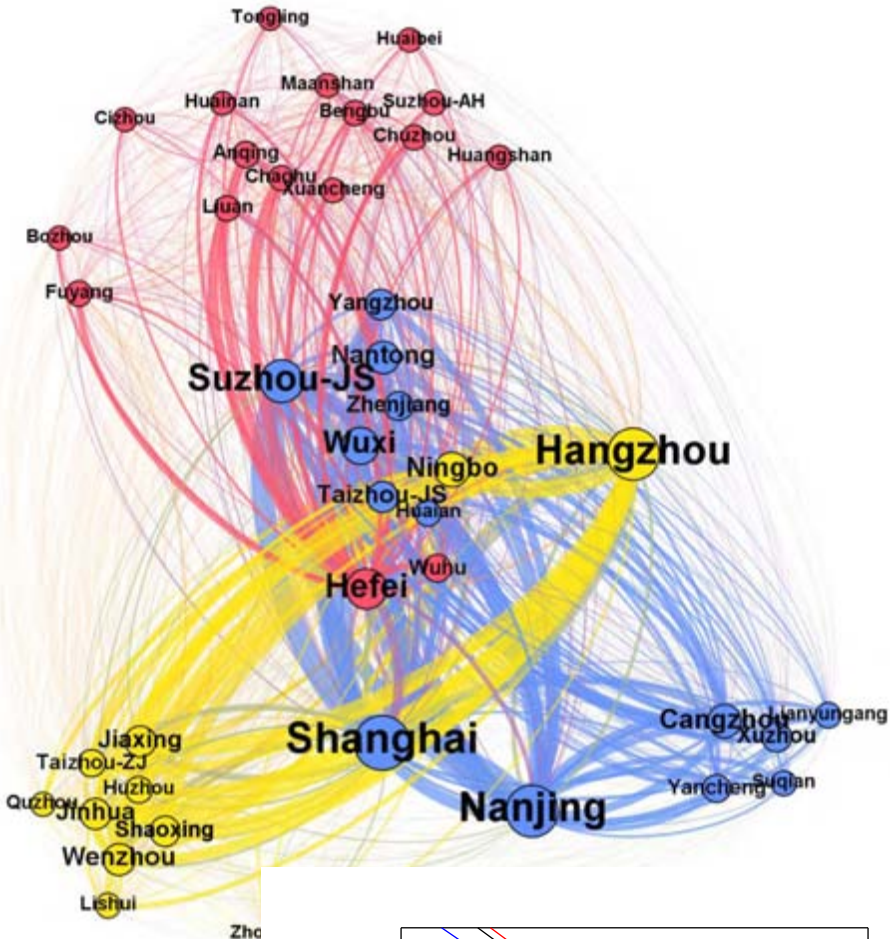 Tongling
Huaibei
Maanshan
Huainan
Suzhou-AH
Bengbu
Cizhou
Chuzhou
Anqing
Huangshan
Chaohu
Xuancheng
Liuan
Bozhou
Fuyang
Yangzhou
Nantong
Suzhou-JS
Zhenjiang
Wuxi
Hangzhou
Ningbo
Taizhou-JS
Huaian
Wuhu
Hefei
Shanghai
Jiaxing
Cangzhou
Lianyungang
Xuzhou
Taizhou-ZJ
Huzhou
Yancheng
Suqian
Quzhou
Jinhua
Nanjing
Shaoxing
Wenzhou
Lishui
Zho